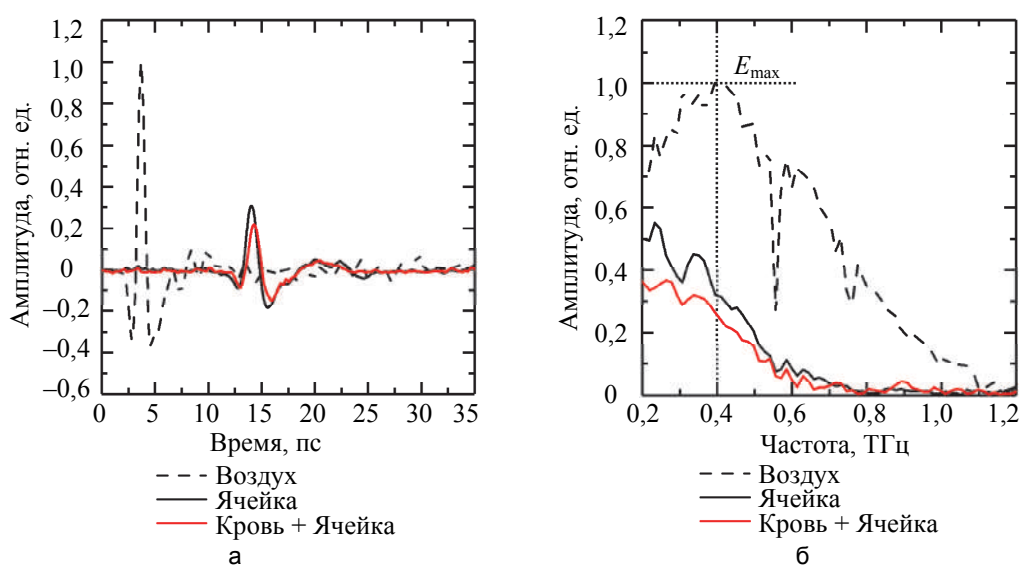 1,2
1,0
0,8
0,6
0,4
0,2
0
–0,2
–0,4
–0,6
Амплитуда, отн. ед.
0 5 10 15 20 25 30 35
Время, пс
Воздух
Ячейка
Кровь + Ячейка
а
1,2
1,0
0,8
0,6
0,4
0,2
0
Амплитуда, отн. ед.
Emax
0,2 0,4 0,6 0,8 1,0 1,2
Частота, ТГц
Воздух
Ячейка
Кровь + Ячейка
б